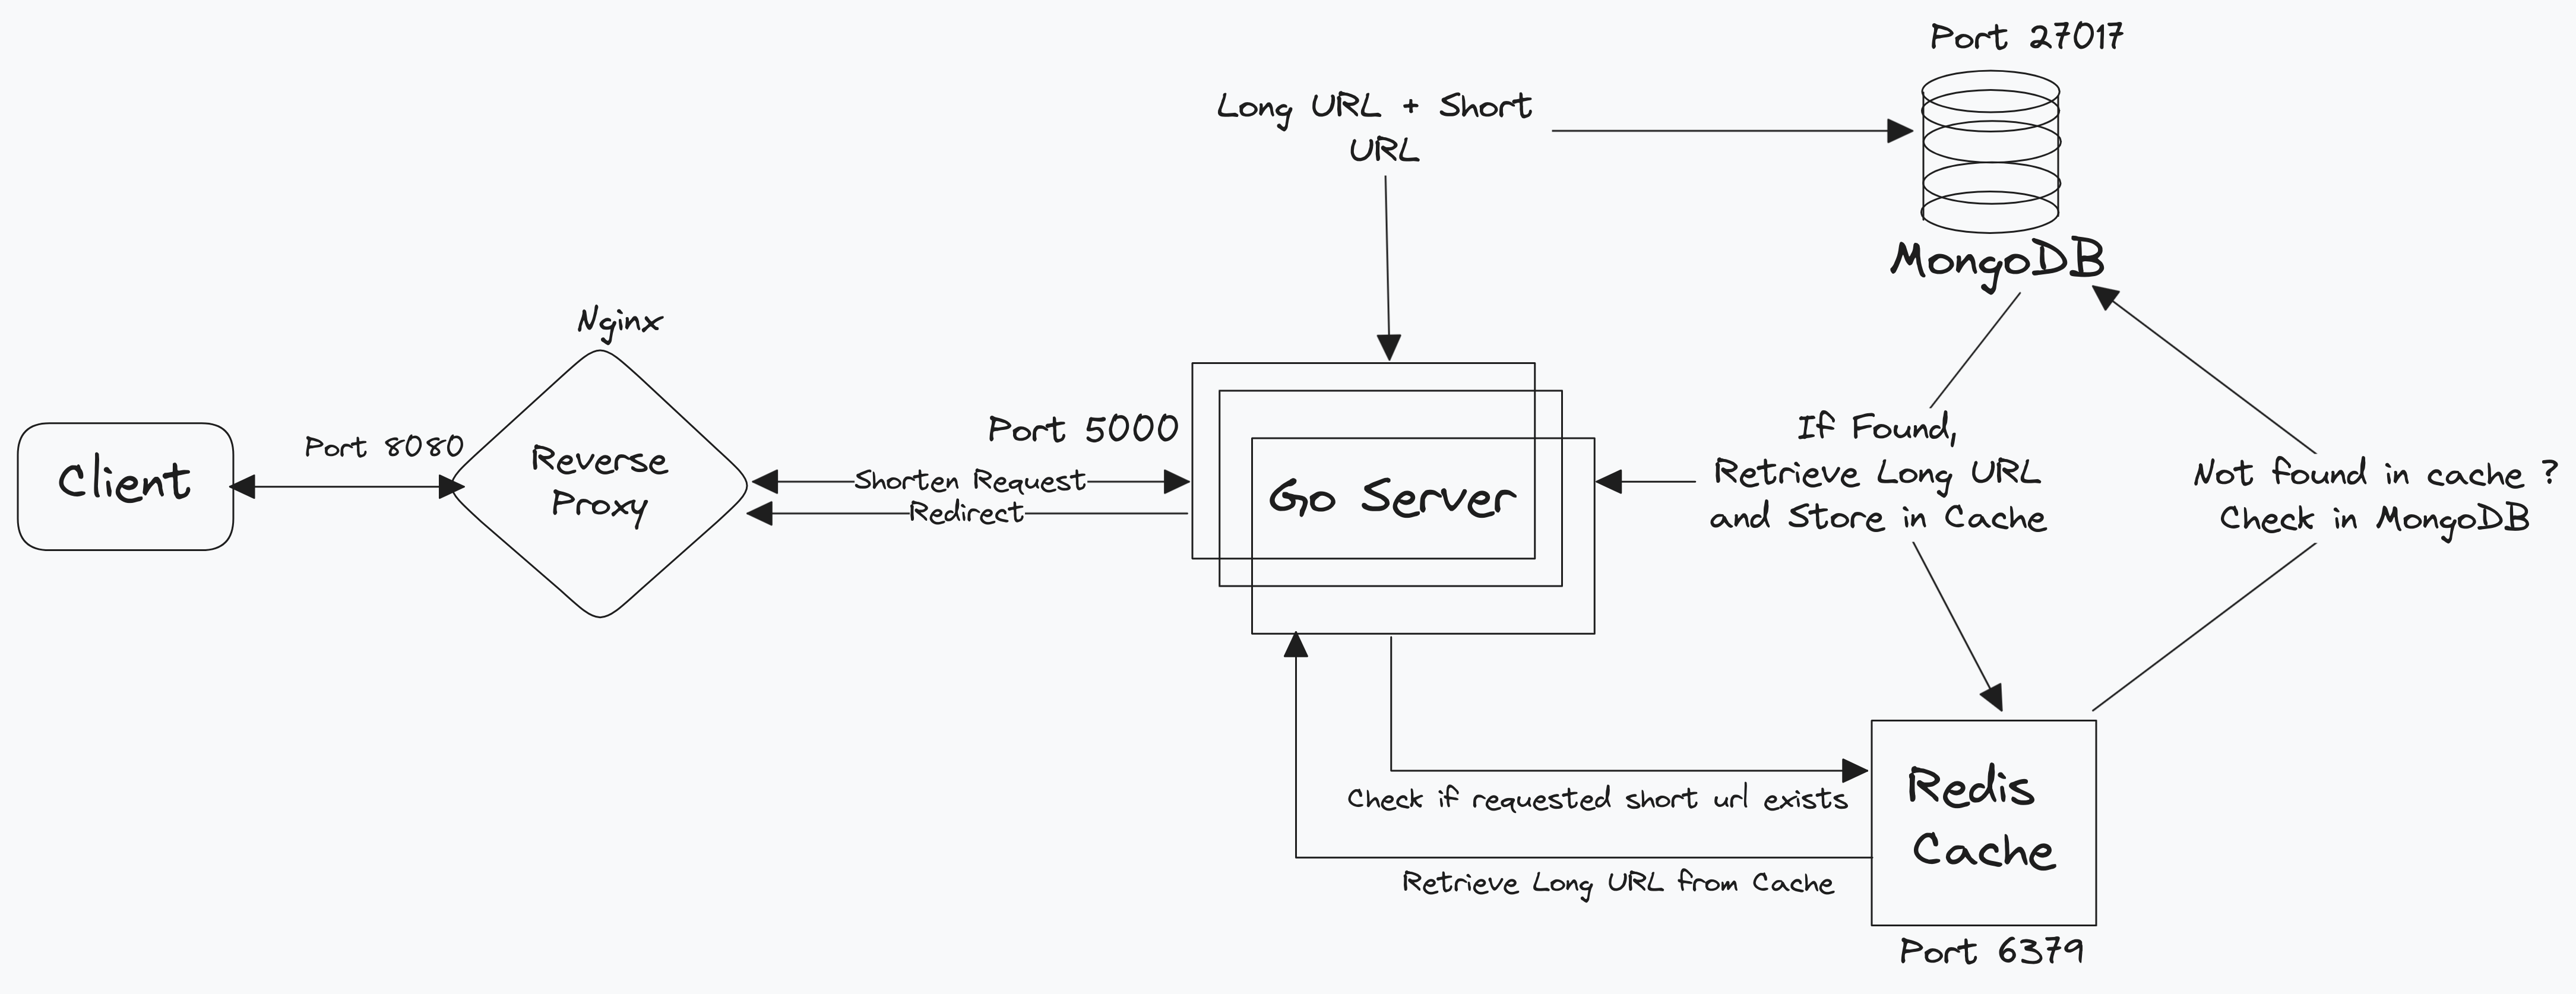 Port 27017
Long URL + Short
URL
MongoDB
Nginx
Client
Port 8080
Reverse
Proxy
Port 5000
Shorten Request
Redirect
Go Server
If Found,
Retrieve Long URL
and Store in Cache
Not found in cache ?
Check in MongoDB
Check if requested short url exists
Retrieve Long URL from Cache
Redis
Cache
Port 6379